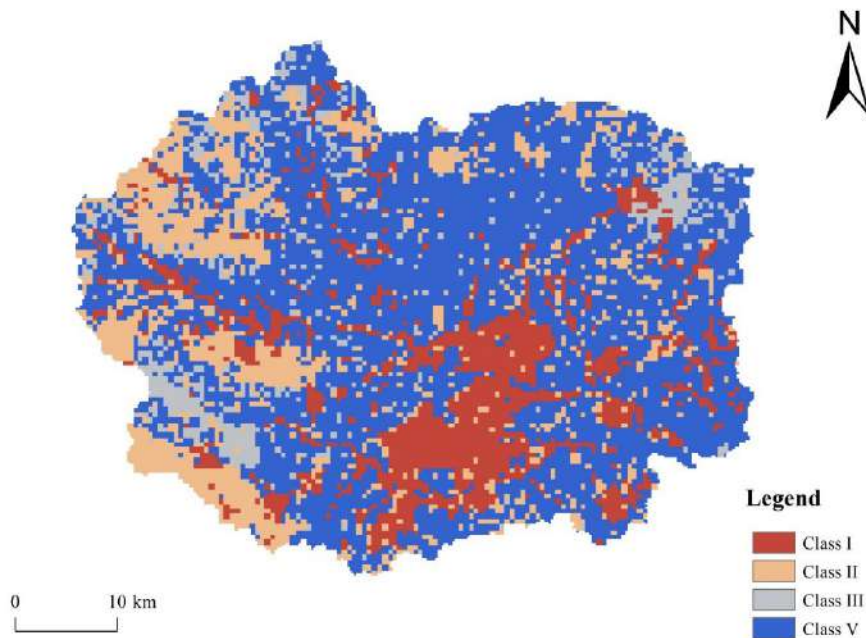 N
Legend
Class I
Class II
Class III
Class V
0 10 km